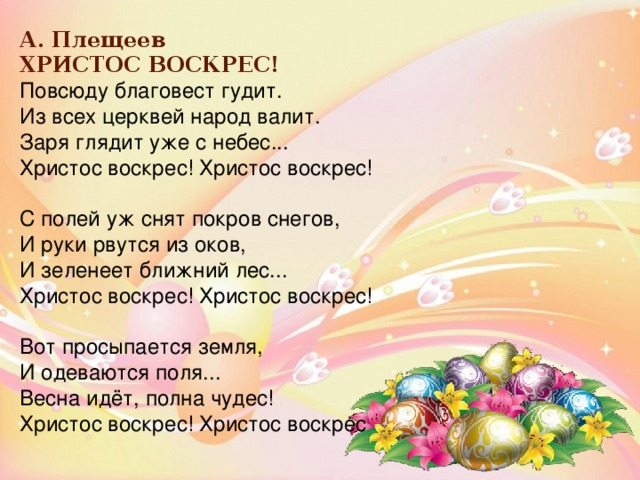 А. Плещеев
ХРИСТОС ВОСКРЕС!
Повсюду благовест гудит.
Из всех церквей народ валит.
Заря глядит уже с небес...
Христос воскрес! Христос воскрес!
С полей уж снят покров снегов,
И руки рвутся из оков,
И зеленеет ближний лес...
Христос воскрес! Христос воскрес!
Вот просыпается земля,
И одеваются поля...
Весна идёт, полна чудес!
Христос воскрес! Христос воскрес